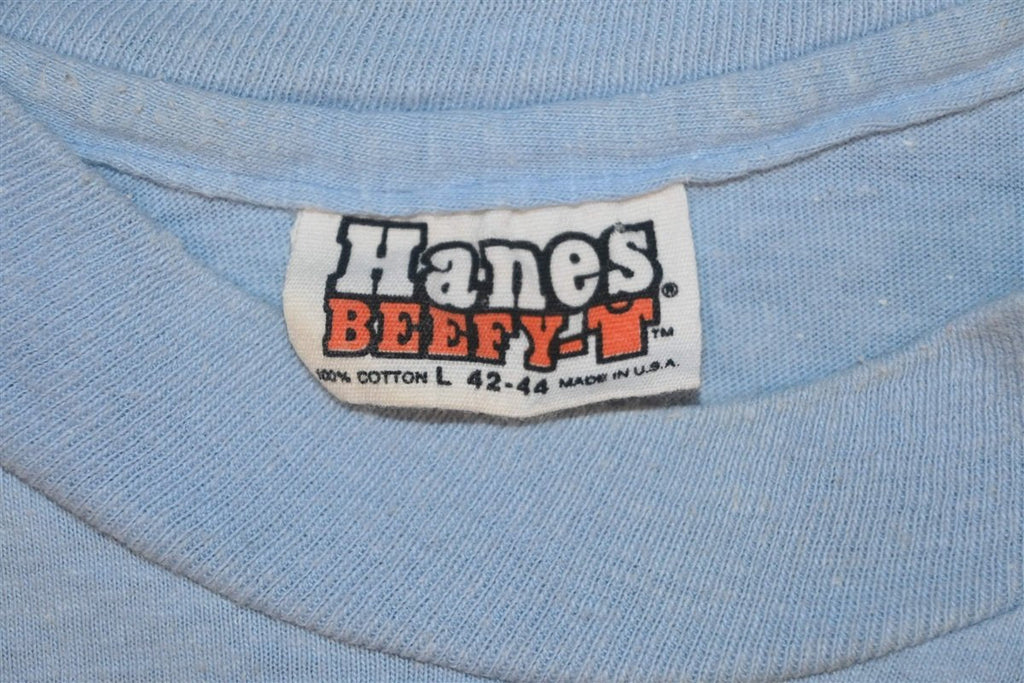 Hanes®
BEEFY-T™
100% COTTON L 42-44 MADE IN U.S.A.